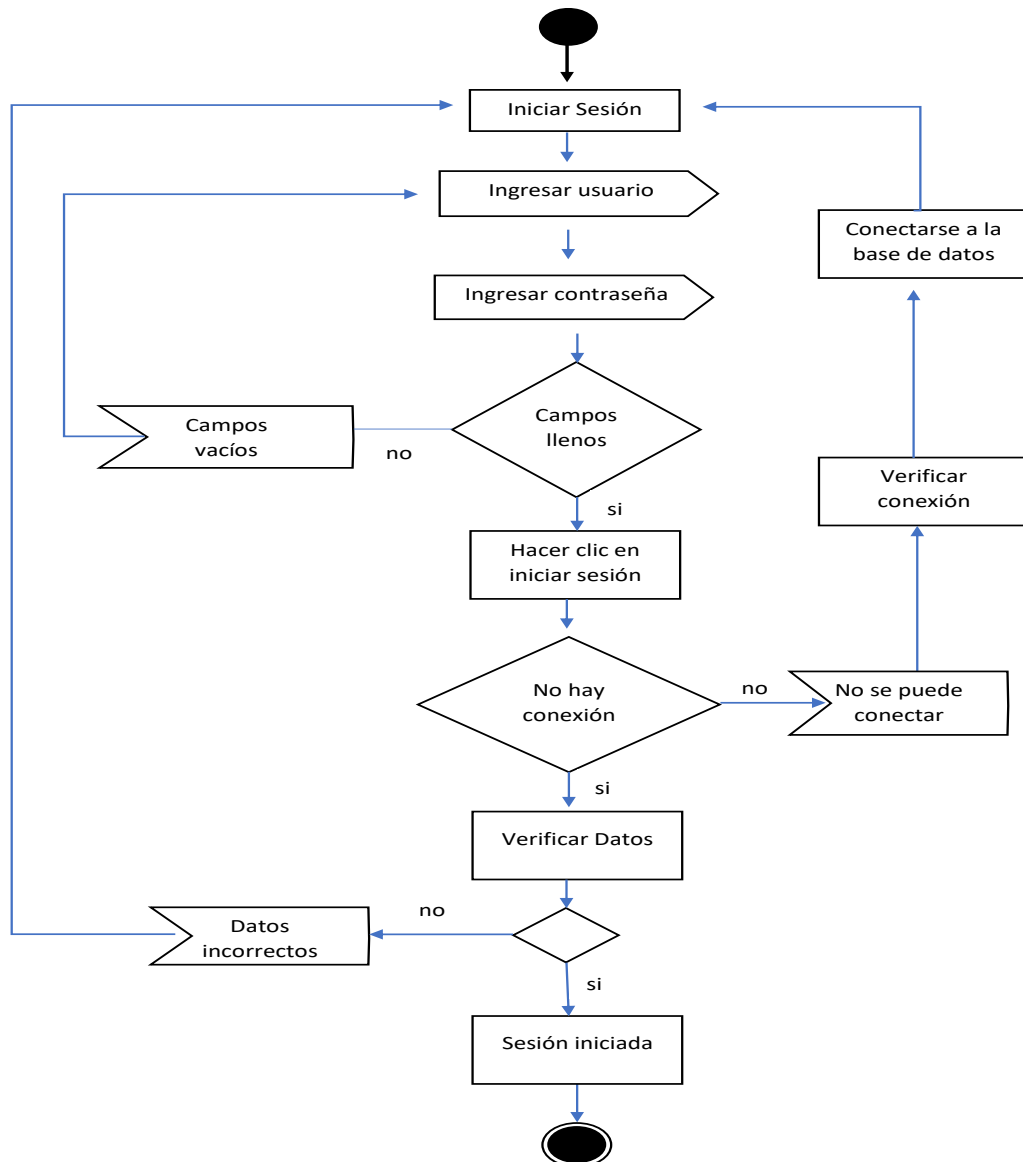 Iniciar Sesión
Ingresar usuario
Conectarse a la
base de datos
Ingresar contraseña
Campos
vacíos
no
Campos
llenos
si
Verificar
conexión
Hacer clic en
iniciar sesión
No hay
conexión
no
No se puede
conectar
si
Verificar Datos
no
Datos
incorrectos
si
Sesión iniciada